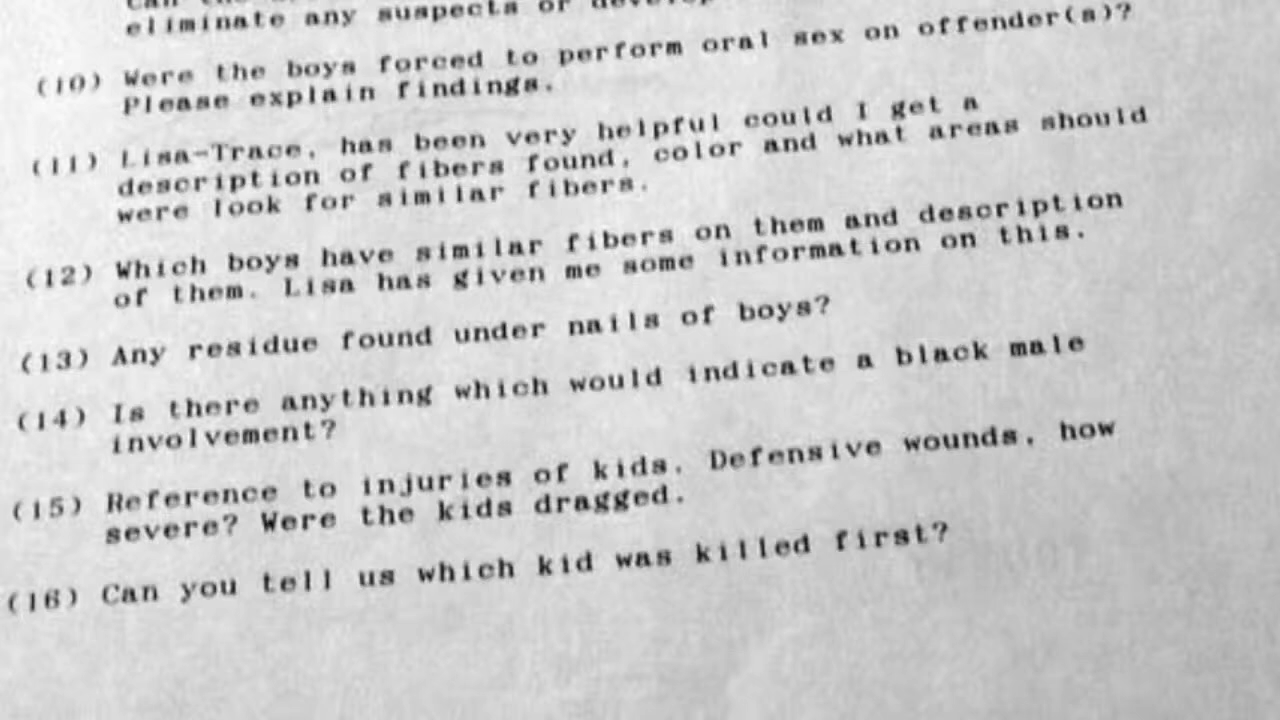 eliminate any suspects or
(10) Were the boys forced to perform oral sex on offender(s)?
Please explain findings.
(11) Lisa-Trace, has been very helpful could I get a
description of fibers found, color and what areas should
were look for similar fibers.
(12) Which boys have similar fibers on them and description
of them. Lisa has given me some information on this.
(13) Any residue found under nails of boys?
(14) Is there anything which would indicate a black male
involvement?
(15) Reference to injuries of kids. Defensive wounds, how
severe? Were the kids dragged.
(16) Can you tell us which kid was killed first?